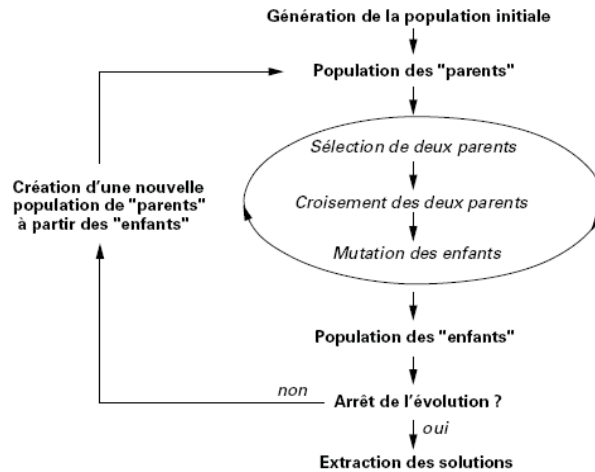 Génération de la population initiale
Population des "parents"
Sélection de deux parents
Croisement des deux parents
Mutation des enfants
Création d'une nouvelle
population de "parents"
à partir des "enfants"
Population des "enfants"
non
Arrêt de l'évolution ?
oui
Extraction des solutions